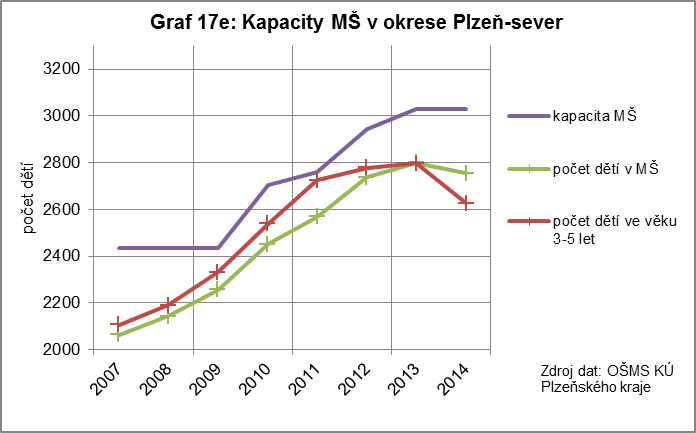 Graf 17e: Kapacity MŠ v okrese Plzeň-sever
3200
3000
2800
2600
2400
2200
2000
počet dětí
2007
2008
2009
2010
2011
2012
2013
2014
kapacita MŠ
počet dětí v MŠ
počet dětí ve věku
3-5 let
Zdroj dat: OŠMS KÚ
Plzeňského kraje